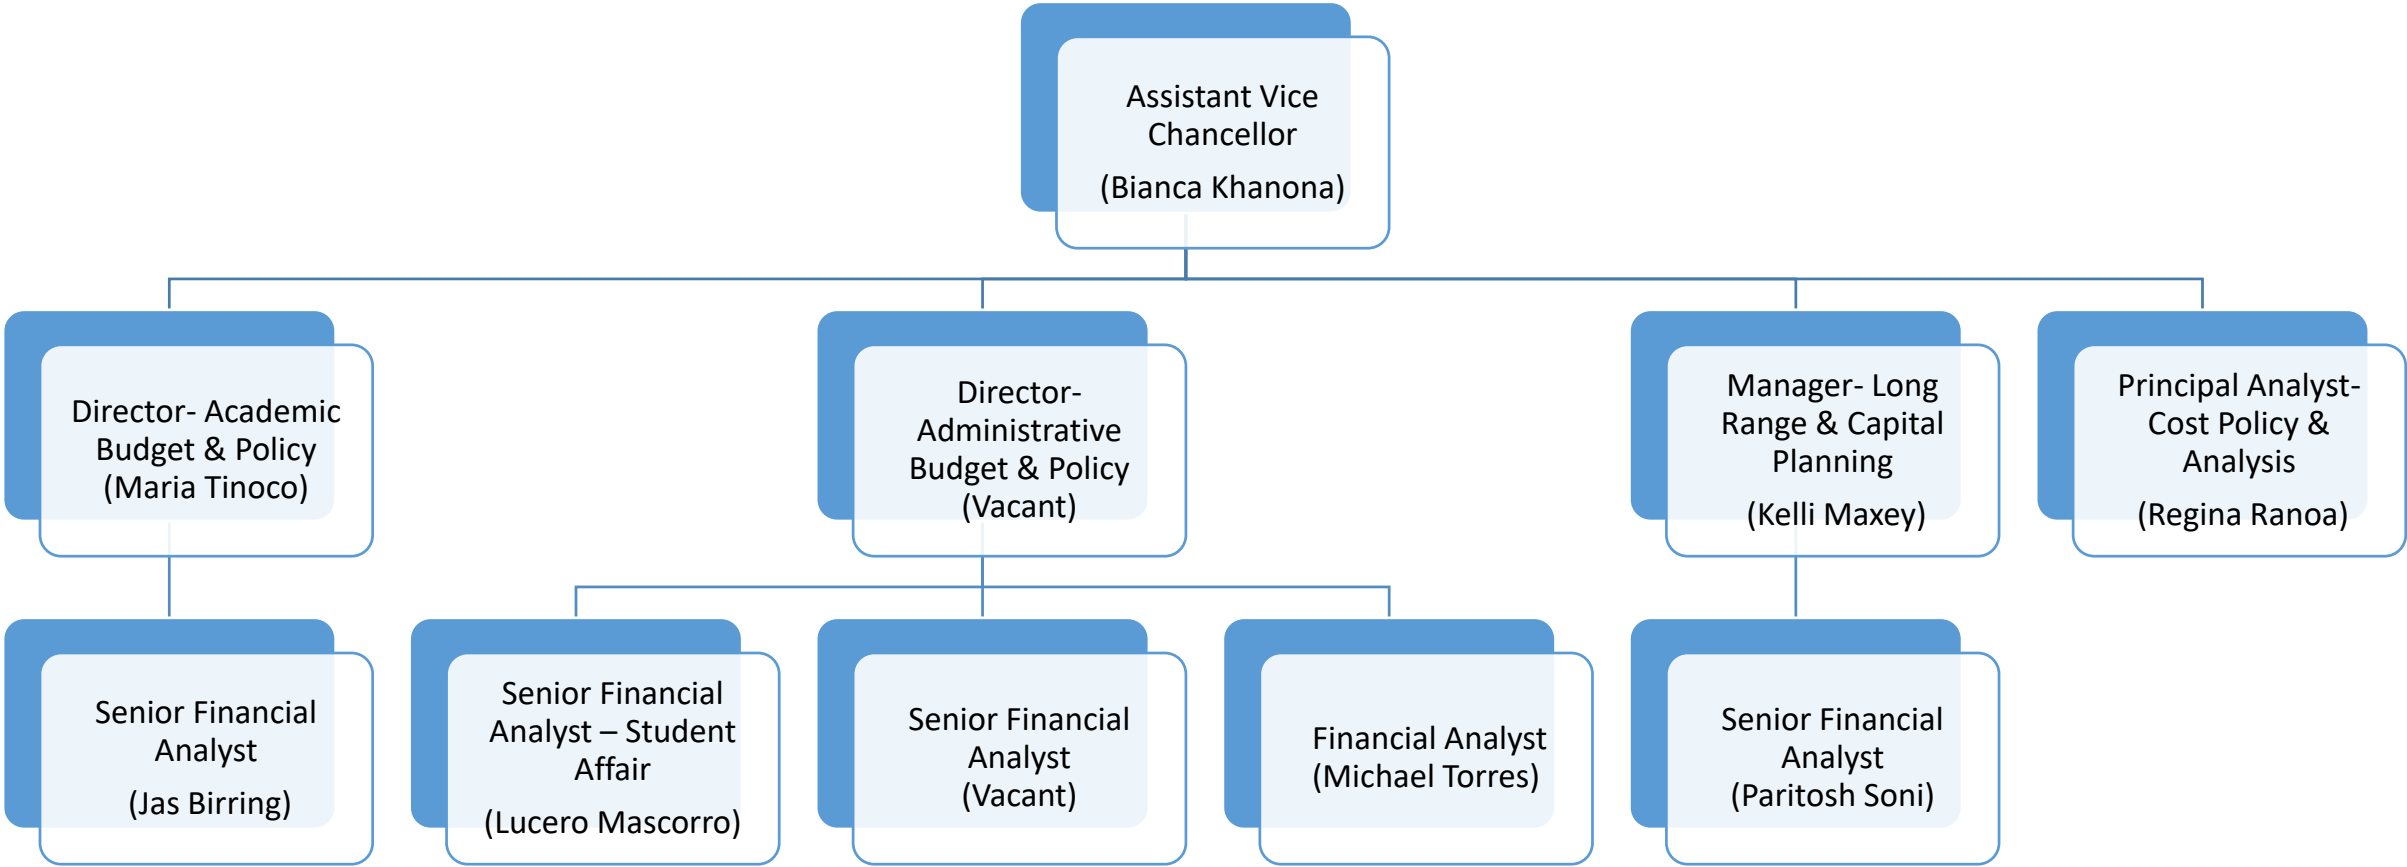 Assistant Vice
Chancellor
(Bianca Khanona)
Director- Academic
Budget & Policy
(Maria Tinoco)
Director-
Administrative
Budget & Policy
(Vacant)
Manager- Long
Range & Capital
Planning
(Kelli Maxey)
Principal Analyst-
Cost Policy &
Analysis
(Regina Ranoa)
Senior Financial
Analyst
(Jas Birring)
Senior Financial
Analyst – Student
Affair
(Lucero Mascorro)
Senior Financial
Analyst
(Vacant)
Financial Analyst
(Michael Torres)
Senior Financial
Analyst
(Paritosh Soni)